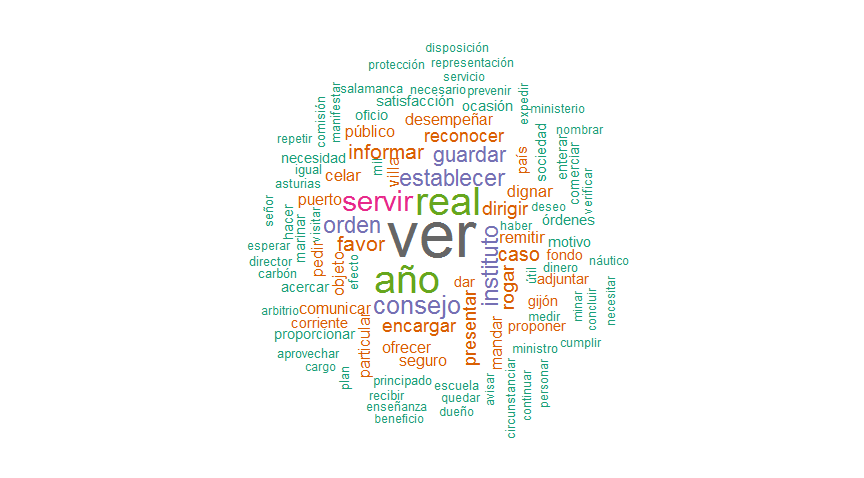 disposición
protección
representación
servicio
salamanca
necesario
prevenir
expedir
ministerio
satisfacción
ocasión
manifestar
comisión
oficio
desempeñar
repetir
público
reconocer
nombrar
sociedad
enterar
comerciar
verificar
necesidad
informar
guardar
país
igual
mil
villa
celar
establecer
asturias
dignar
deseo
señor
hacer
marinar
visitar
puerto
servir
real
dirigir
órdenes
orden
ver
haber
remitir
motivo
esperar
pedir
favor
instituto
caso
fondo
director
efecto
rogar
útil
dinero
náutico
carbón
objeto
año
dar
adjuntar
acercar
minar
concluir
necesitar
arbitrio
comunicar
consejo
gijón
medir
corriente
encargar
presentar
mandar
proponer
proporcionar
particular
ofrecer
ministro
cumplir
aprovechar
seguro
cargo
plan
principado
escuela
avisar
circunstanciar
continuar
personar
recibir
quedar
enseñanza
dueño
beneficio